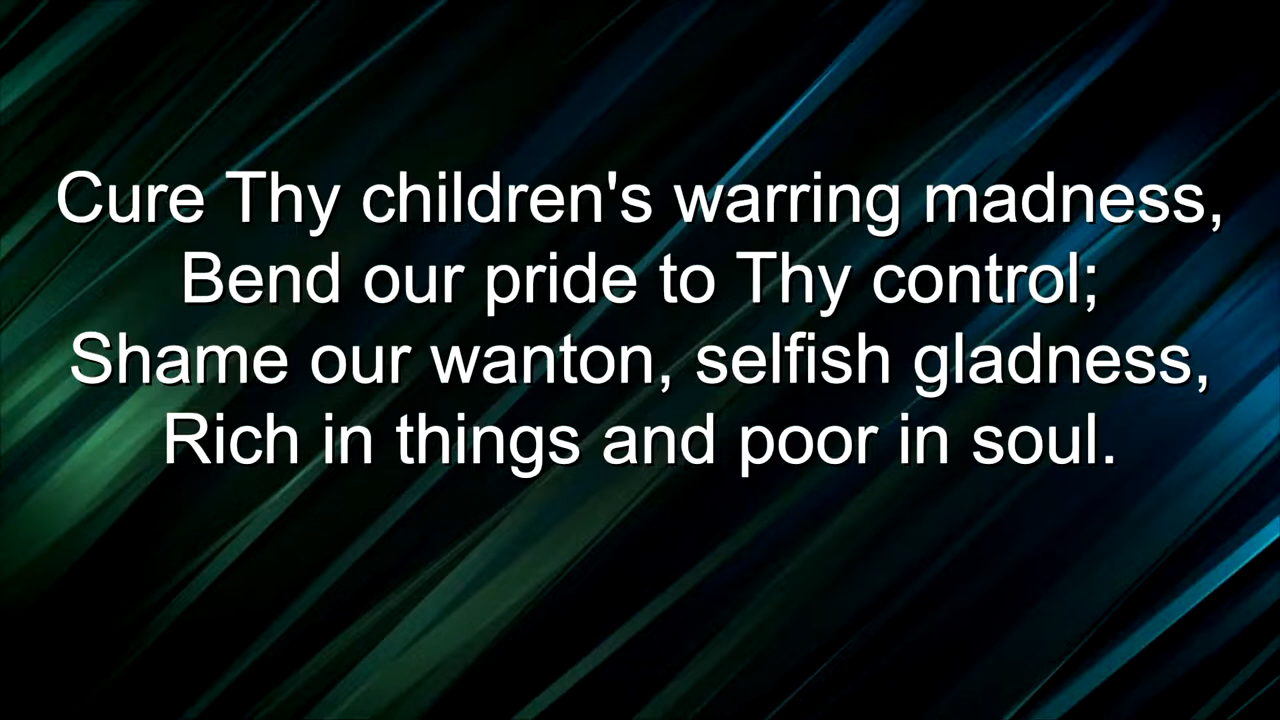 Cure Thy children's warring madness,
Bend our pride to Thy control;
Shame our wanton, selfish gladness,
Rich in things and poor in soul.